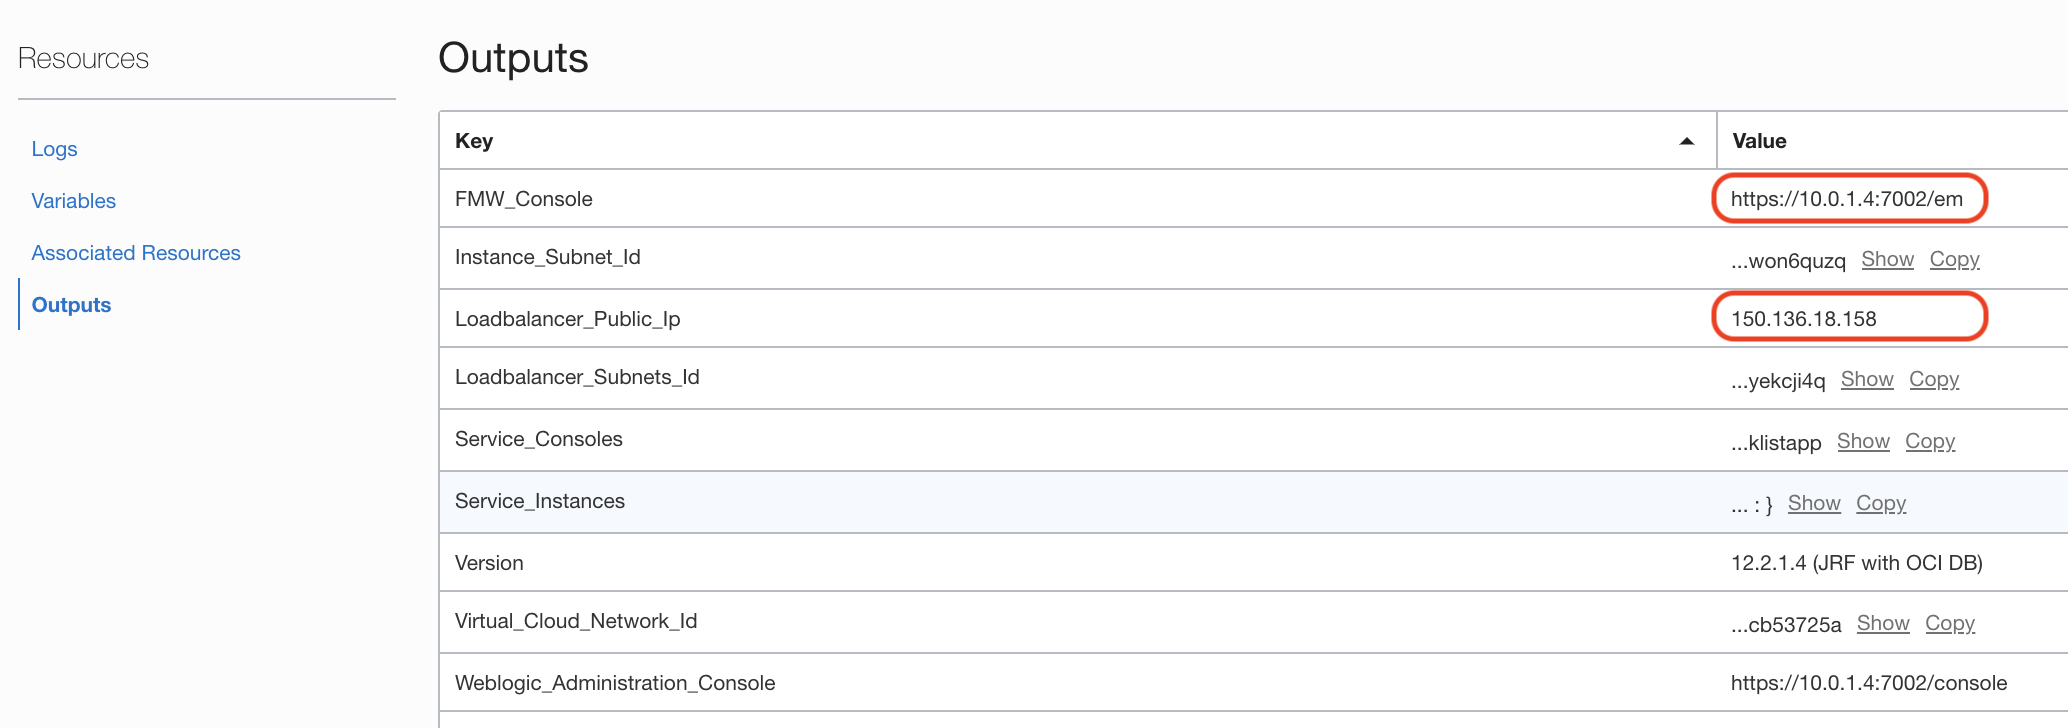 Resources
Logs
Variables
Associated Resources
Outputs
Outputs
Key Value
FMW_Console https://10.0.1.4:7002/em
Instance_Subnet_Id ...won6quzq Show Copy
Loadbalancer_Public_Ip 150.136.18.158
Loadbalancer_Subnets_Id ...yekcji4q Show Copy
Service_Consoles ...klistapp Show Copy
Service_Instances ... : } Show Copy
Version 12.2.1.4 (JRF with OCI DB)
Virtual_Cloud_Network_Id ...cb53725a Show Copy
Weblogic_Administration_Console https://10.0.1.4:7002/console